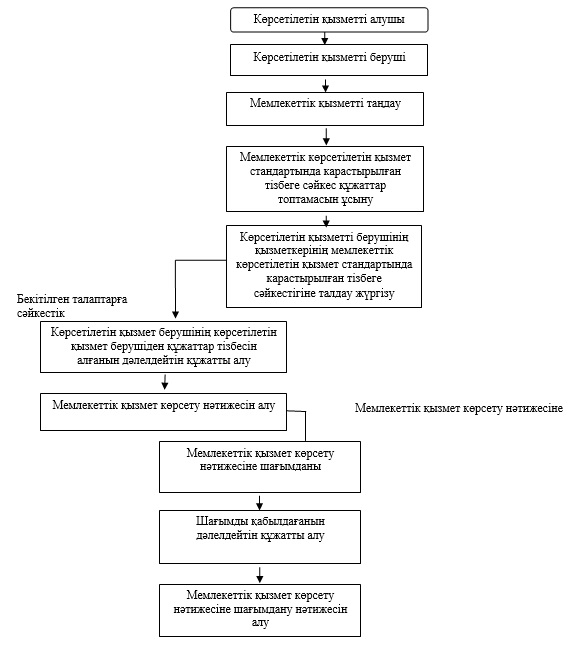 Көрсетілетін қызметті алушы
Көрсетілетін қызметті беруші
Мемлекеттік қызметті таңдау
Мемлекеттік көрсетілетін қызмет
стандартында карастырылған
тізбеге сәйкес құжаттар
топтамасын ұсыну
Көрсетілетін қызметті берушінің
қызметкерінің мемлекеттік
көрсетілетін қызмет стандартында
карастырылған тізбеге
сәйкестігіне талдау жүргізу
Бекітілген талаптарға
сәйкестік
Көрсетілетін қызмет берушінің көрсетілетін
қызмет берушіден құжаттар тізбесін
алғанын дәлелдейтін құжатты алу
Мемлекеттік қызмет көрсету нәтижесін алу
Мемлекеттік қызмет көрсету нәтижесіне
Мемлекеттік қызмет көрсету
нәтижесіне шағымданы
Шағымды қабылдағанын
дәлелдейтін құжатты алу
Мемлекеттік қызмет көрсету
нәтижесіне шағымдану нәтижесін
алу